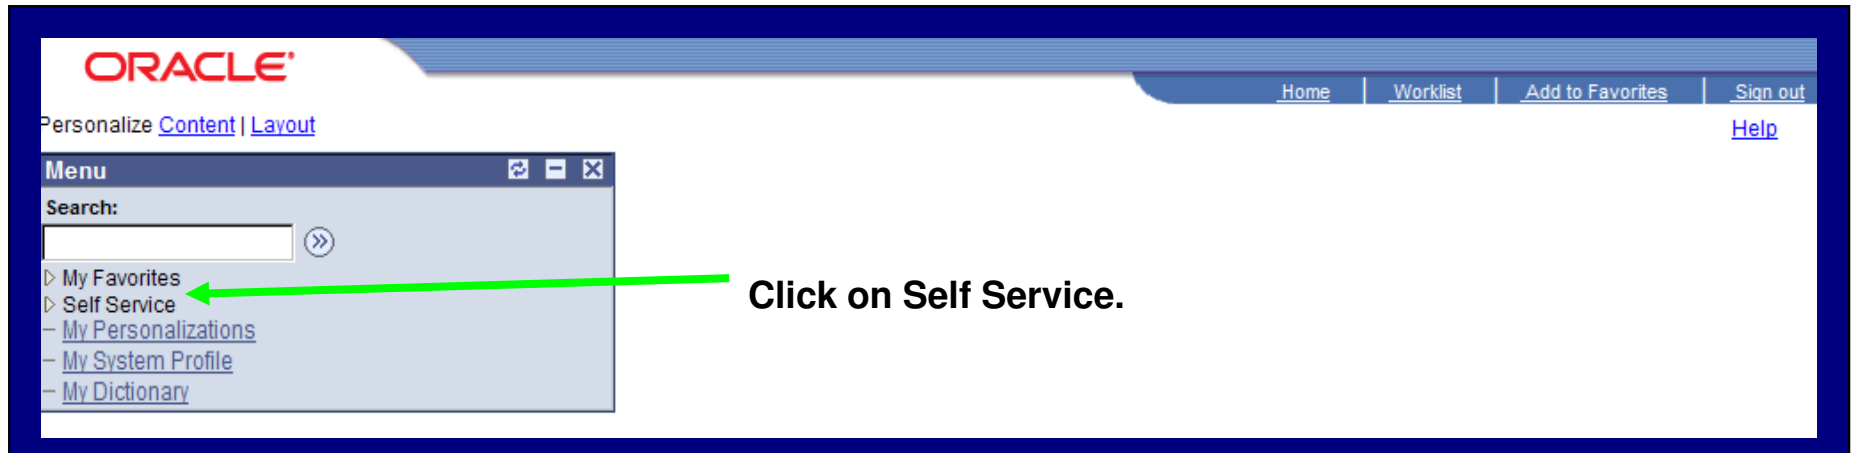 ORACLE
Home Worklist Add to Favorites Sign out
Personalize Content | Layout
Help
Menu
Search:
My Favorites
Self Service
My Personalizations
My System Profile
My Dictionary
Click on Self Service.